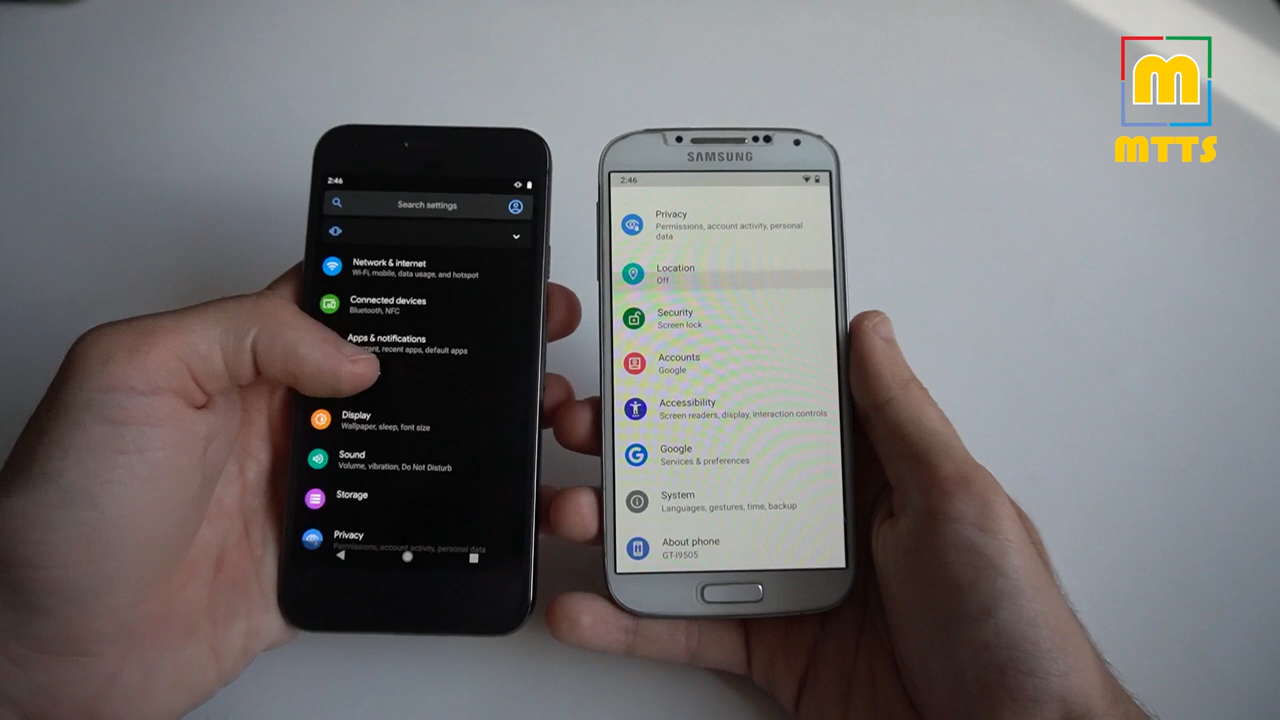 MTTS
2:46
Search settings
Network & internet
Wi-Fi, mobile, data usage, and hotspot
Connected devices
Bluetooth, NFC
Apps & notifications
recent apps, default apps
Display
Wallpaper, sleep, font size
Sound
Volume, vibration, Do Not Disturb
Storage
Privacy
Permissions, account activity, personal data
SAMSUNG
2:46
Privacy
Permissions, account activity, personal
data
Location
Off
Security
Screen lock
Accounts
Google
Accessibility
Screen readers, display, interaction controls
Google
Services & preferences
System
Languages, gestures, time, backup
About phone
GT-I9505